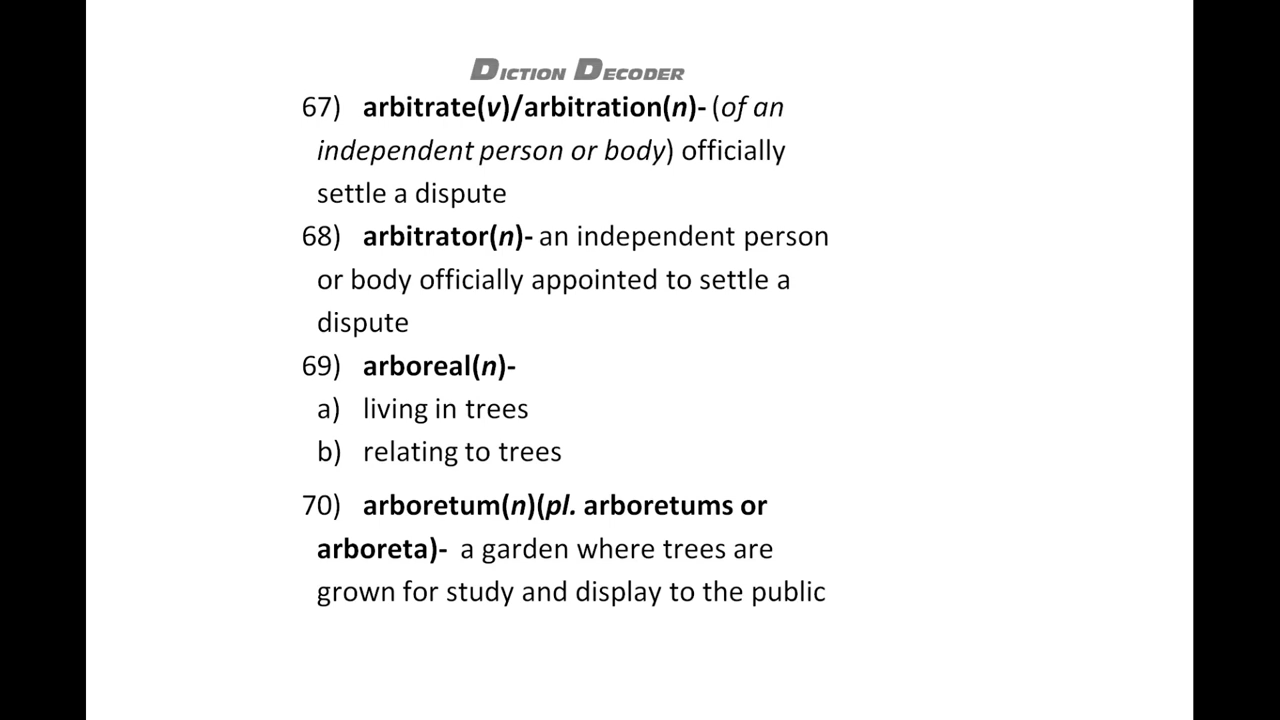 DICTION DECODER
67) arbitrate(v)/arbitration(n)- (of an
independent person or body) officially
settle a dispute
68) arbitrator(n)- an independent person
or body officially appointed to settle a
dispute
69) arboreal(n)-
a) living in trees
b) relating to trees
70) arboretum(n)(pl. arboretums or
arboreta)- a garden where trees are
grown for study and display to the public